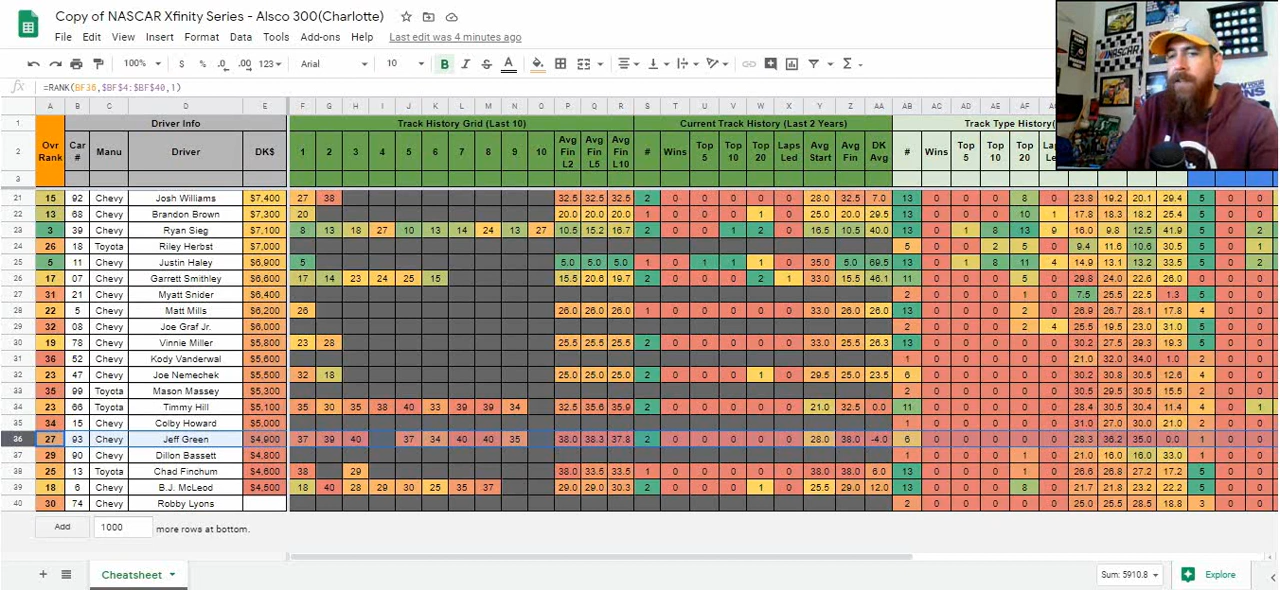 Copy of NASCAR Xfinity Series - Alsco 300(Charlotte)
File Edit View Insert Format Data Tools Add-ons Help Last edit was 4 minutes ago
100% $ % .0 .00 123 Arial 10 B I S A
=RANK(BF36,$BF$4:$BF$40,1)
A B C D E F G H I J K L M N O P Q R S T U V W X Y Z AA AB AC AD AE AF
1 Driver Info Track History Grid (Last 10) Current Track History (Last 2 Years) Track Type History(
2 Ovr Rank Car # Manu Driver DK$ 1 2 3 4 5 6 7 8 9 10 Avg Fin L2 Avg Fin L5 Avg Fin L10 # Wins Top 5 Top 10 Top 20 Laps Led Avg Start Avg Fin DK Avg # Wins Top 5 Top 10 Top 20
3
21 15 92 Chevy Josh Williams $7,400 27 38 32.5 32.5 32.5 2 0 0 0 0 0 28.0 32.5 7.0 13 0 0 0 8 0 23.8 19.2 20.1 29.4 5 0 0
22 13 68 Chevy Brandon Brown $7,300 20 20.0 20.0 20.0 1 0 0 0 1 0 25.0 20.0 29.5 13 0 0 0 10 1 17.8 18.3 18.2 25.4 5 0 0
23 3 39 Chevy Ryan Sieg $7,100 8 13 18 27 10 13 14 24 13 27 10.5 15.2 16.7 2 0 0 1 2 0 16.5 10.5 40.0 13 0 1 8 13 9 16.0 9.8 12.5 41.9 5 0 2
24 26 18 Toyota Riley Herbst $7,000 5 0 0 2 5 0 9.4 11.6 10.6 30.5 5 0 1
25 5 11 Chevy Justin Haley $6,900 5 5.0 5.0 5.0 1 0 1 1 1 0 35.0 5.0 69.5 13 0 1 8 11 4 14.9 13.1 13.2 33.5 5 0 2
26 17 07 Chevy Garrett Smithley $6,600 17 14 23 24 25 15 15.5 20.6 19.7 2 0 0 0 2 1 33.0 15.5 46.0 11 0 0 0 5 0 29.8 24.0 22.6 26.0 0 0 0
27 31 21 Chevy Myatt Snider $6,400 2 0 0 0 1 0 7.5 25.5 22.5 1.3 5 0 0
28 22 5 Chevy Matt Mills $6,200 26 26.0 26.0 26.0 1 0 0 0 0 0 33.0 26.0 26.0 13 0 0 0 2 0 26.9 26.7 28.1 17.8 4 0 0
29 32 08 Chevy Joe Graf Jr. $6,000 2 0 0 0 2 4 25.5 19.5 23.0 31.0 5 0 0
30 19 78 Chevy Vinnie Miller $5,800 23 28 25.5 25.5 25.5 2 0 0 0 0 0 33.0 25.5 46.3 13 0 0 0 2 0 30.2 27.5 29.3 19.3 5 0 0
31 36 52 Chevy Kody Vanderwal $5,600 1 0 0 0 0 0 21.0 32.0 34.0 1.0 2 0 0
32 23 47 Chevy Joe Nemechek $5,500 32 18 25.0 25.0 25.0 2 0 0 0 1 0 29.5 25.0 23.5 6 0 0 0 2 0 30.2 30.8 30.5 12.6 4 0 0
33 35 99 Toyota Mason Massey $5,300 2 0 0 0 0 0 30.5 29.5 30.5 15.5 2 0 0
34 23 66 Toyota Timmy Hill $5,100 35 30 35 38 40 33 39 39 34 32.5 35.6 35.9 2 0 0 0 0 0 21.0 32.5 0.0 11 0 0 0 2 0 28.4 30.5 30.4 11.4 4 0 1
35 34 15 Chevy Colby Howard $5,000 1 0 0 0 0 0 31.0 27.0 30.0 21.0 0 0
36 27 93 Chevy Jeff Green $4,900 37 39 40 37 34 40 40 35 38.0 38.3 37.8 2 0 0 0 0 0 28.0 38.0 -4.0 6 0 0 0 0 0 28.3 36.2 35.0 0.0 1 0 0
37 29 90 Chevy Dillon Bassett $4,800 1 0 0 0 1 0 21.0 16.0 16.0 33.0 0 0
38 25 13 Toyota Chad Finchum $4,600 38 29 38.0 33.5 33.5 1 0 0 0 0 0 38.0 38.0 6.0 13 0 0 0 1 0 26.6 26.8 27.2 17.2 5 0 0
39 18 6 Chevy B.J. McLeod $4,500 18 40 28 29 30 25 35 37 29.0 29.0 30.3 2 0 0 0 1 0 25.5 29.0 12.0 13 0 0 0 8 0 21.7 21.8 23.2 22.2 5 0 0
40 30 74 Chevy Robby Lyons 2 0 0 0 0 0 25.0 25.5 28.5 18.8 3 0 0
Add 1000 more rows at bottom.
Cheatsheet Sum: 5910.8 Explore